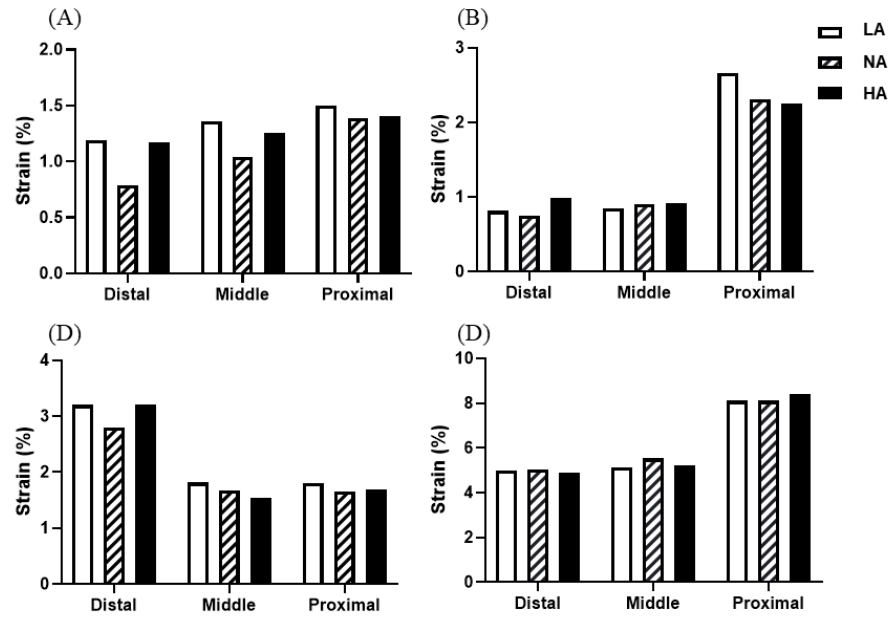 (A)
2.0
1.5
1.0
0.5
0.0
Strain (%)
Distal Middle Proximal
(B)
3
2
1
0
Strain (%)
Distal Middle Proximal
LA
NA
HA
(D)
4
3
2
1
0
Strain (%)
Distal Middle Proximal
(D)
10
8
6
4
2
0
Strain (%)
Distal Middle Proximal